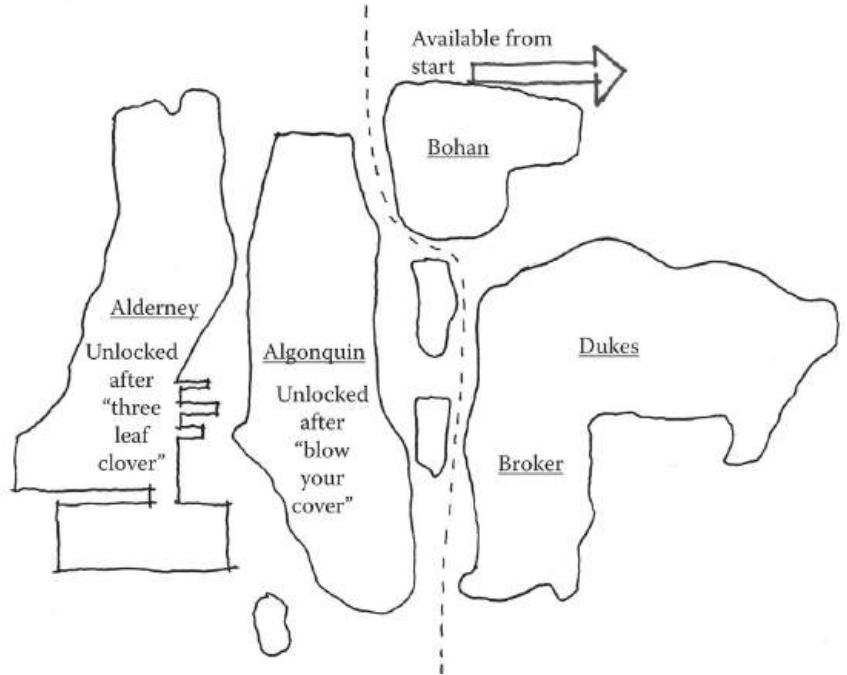 Available from
start
Bohan
Alderney
Unlocked
after
“three
leaf
clover”
Algonquin
Unlocked
after
“blow
your
cover”
Dukes
Broker